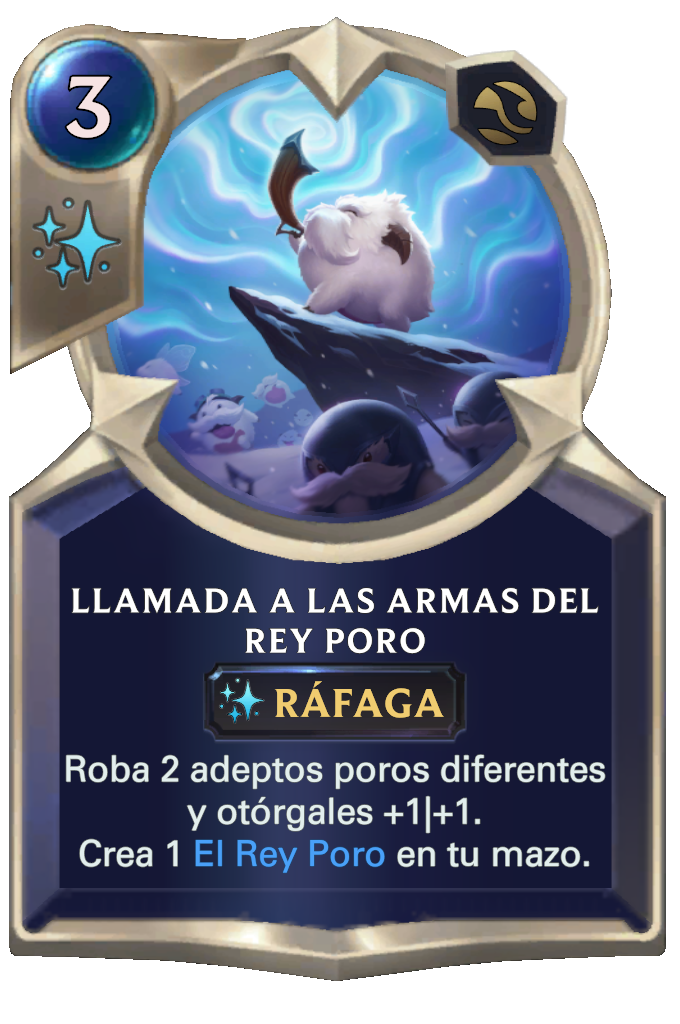 3
LLAMADA A LAS ARMAS DEL
REY PORO
RÁFAGA
Roba 2 adeptos poros diferentes
y otórgales +1|+1.
Crea 1 El Rey Poro en tu mazo.